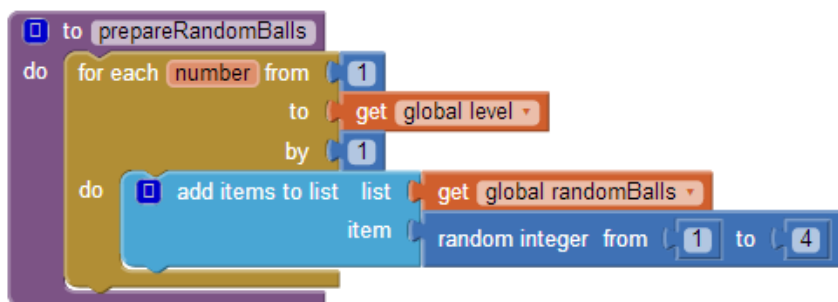 to prepareRandomBalls
do for each number from 1
to get global level
by 1
do add items to list list get global randomBalls
item random integer from 1 to 4